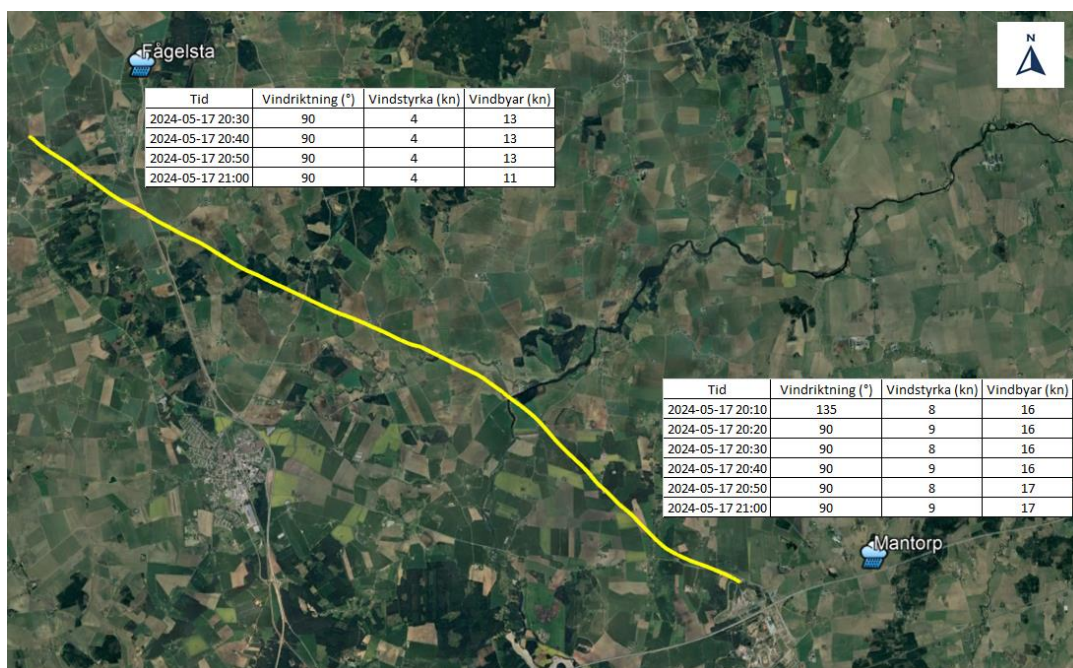 N
Fågelsta
Tid Vindriktning (°) Vindstyrka (kn) Vindbyar (kn)
2024-05-17 20:30 90 4 13
2024-05-17 20:40 90 4 13
2024-05-17 20:50 90 4 13
2024-05-17 21:00 90 4 11
Tid Vindriktning (°) Vindstyrka (kn) Vindbyar (kn)
2024-05-17 20:10 135 8 16
2024-05-17 20:20 90 9 16
2024-05-17 20:30 90 8 16
2024-05-17 20:40 90 9 16
2024-05-17 20:50 90 8 17
2024-05-17 21:00 90 9 17
Mantorp